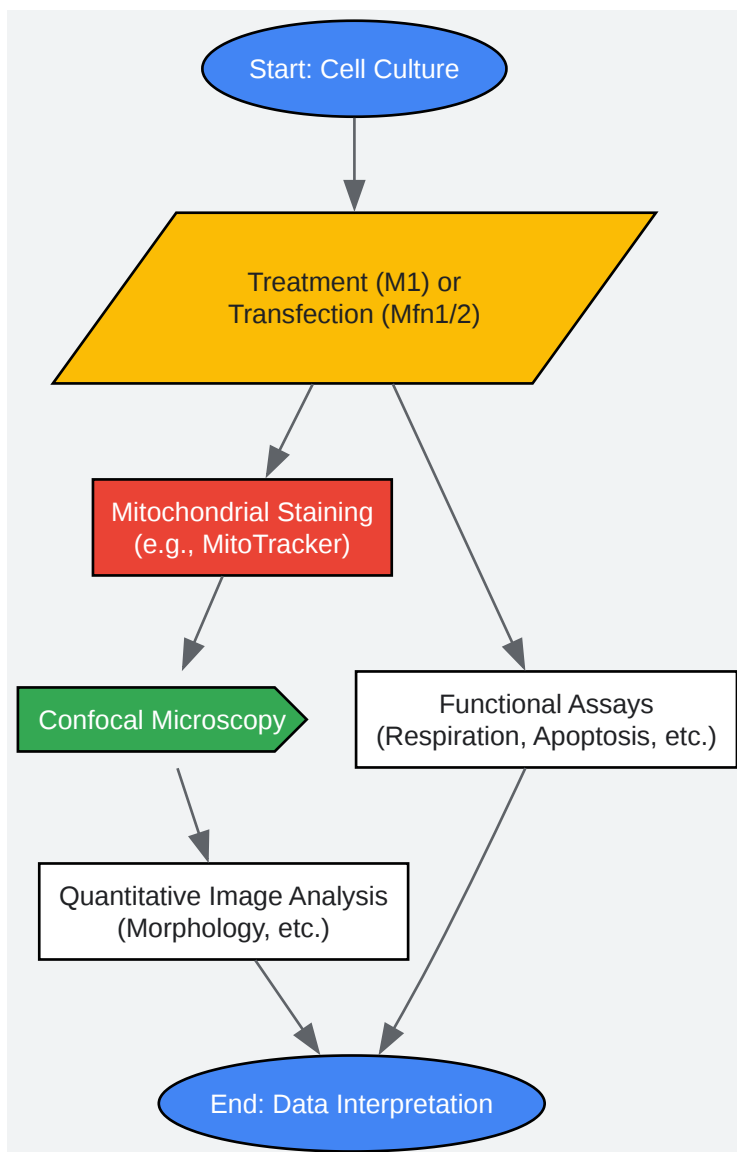 Start: Cell Culture
Treatment (M1) or
Transfection (Mfn1/2)
Mitochondrial Staining
(e.g., MitoTracker)
Confocal Microscopy
Functional Assays
(Respiration, Apoptosis, etc.)
Quantitative Image Analysis
(Morphology, etc.)
End: Data Interpretation